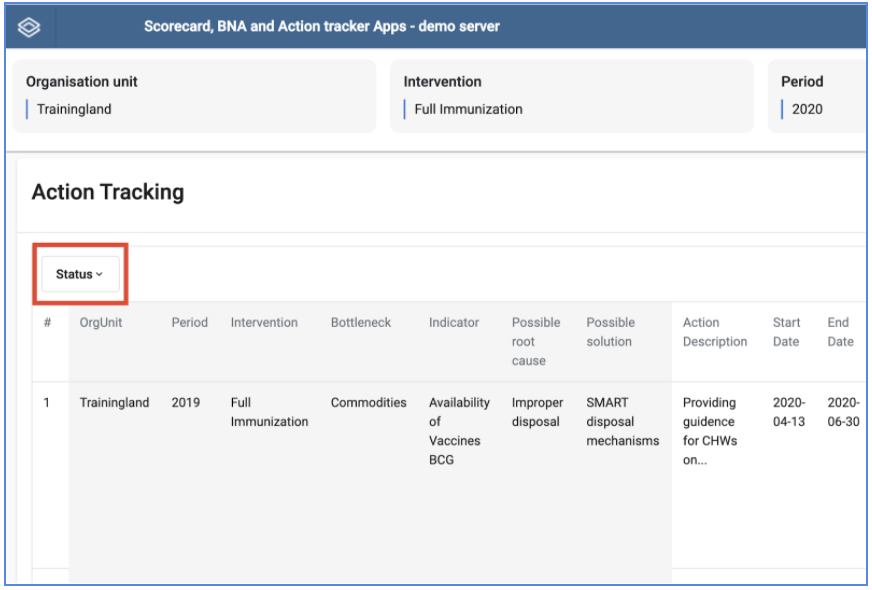 Scorecard, BNA and Action tracker Apps - demo server
Organisation unit
Trainingland
Intervention
Full Immunization
Period
2020
Action Tracking
Status
# OrgUnit Period Intervention Bottleneck Indicator Possible root cause Possible solution Action Description Start Date End Date
1 Trainingland 2019 Full Immunization Commodities Availability of Vaccines BCG Improper disposal SMART disposal mechanisms Providing guidence for CHWs on... 2020-04-13 2020-06-30